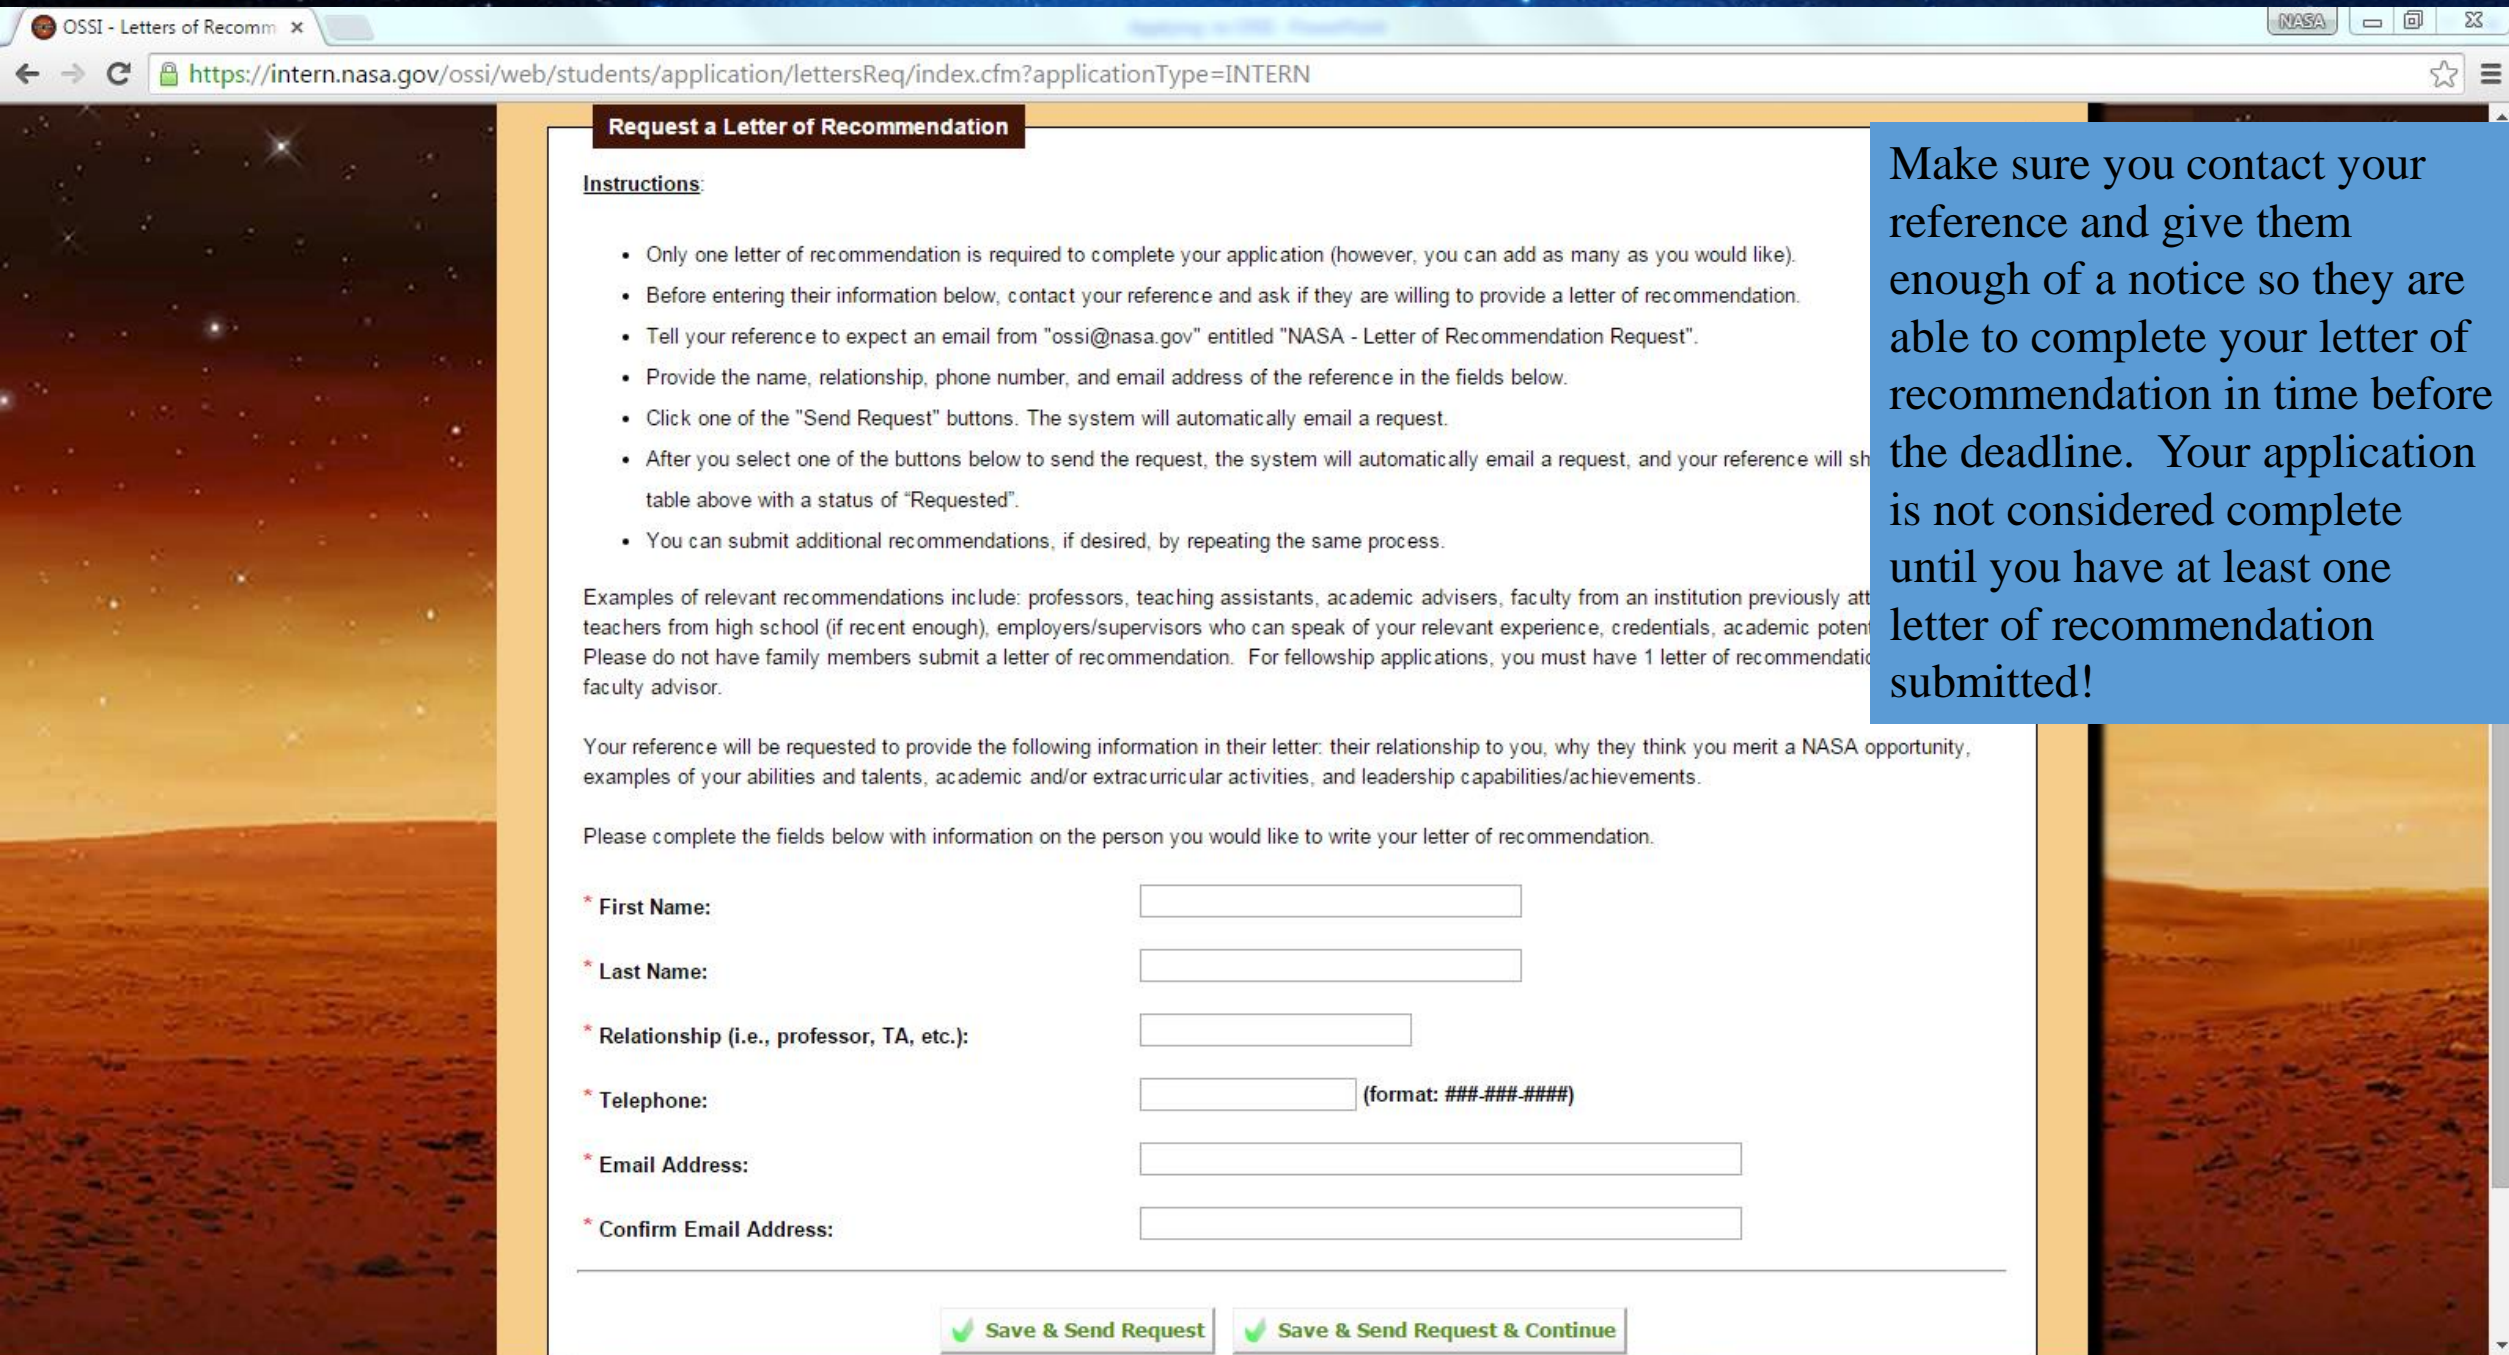 OSSI - Letters of Recomm
Applying to OSSI - PowerPoint
NASA
https://intern.nasa.gov/ossi/web/students/application/lettersReq/index.cfm?applicationType=INTERN
Request a Letter of Recommendation
Instructions:
• Only one letter of recommendation is required to complete your application (however, you can add as many as you would like).
• Before entering their information below, contact your reference and ask if they are willing to provide a letter of recommendation.
• Tell your reference to expect an email from "ossi@nasa.gov" entitled "NASA - Letter of Recommendation Request".
• Provide the name, relationship, phone number, and email address of the reference in the fields below.
• Click one of the "Send Request" buttons. The system will automatically email a request.
• After you select one of the buttons below to send the request, the system will automatically email a request, and your reference will sh
table above with a status of “Requested”.
• You can submit additional recommendations, if desired, by repeating the same process.
Examples of relevant recommendations include: professors, teaching assistants, academic advisers, faculty from an institution previously att
teachers from high school (if recent enough), employers/supervisors who can speak of your relevant experience, credentials, academic potent
Please do not have family members submit a letter of recommendation. For fellowship applications, you must have 1 letter of recommendatio
faculty advisor.
Your reference will be requested to provide the following information in their letter: their relationship to you, why they think you merit a NASA opportunity,
examples of your abilities and talents, academic and/or extracurricular activities, and leadership capabilities/achievements.
Please complete the fields below with information on the person you would like to write your letter of recommendation.
* First Name:
* Last Name:
* Relationship (i.e., professor, TA, etc.):
* Telephone: (format: ###-###-####)
* Email Address:
* Confirm Email Address:
Save & Send Request Save & Send Request & Continue
Make sure you contact your
reference and give them
enough of a notice so they are
able to complete your letter of
recommendation in time before
the deadline. Your application
is not considered complete
until you have at least one
letter of recommendation
submitted!